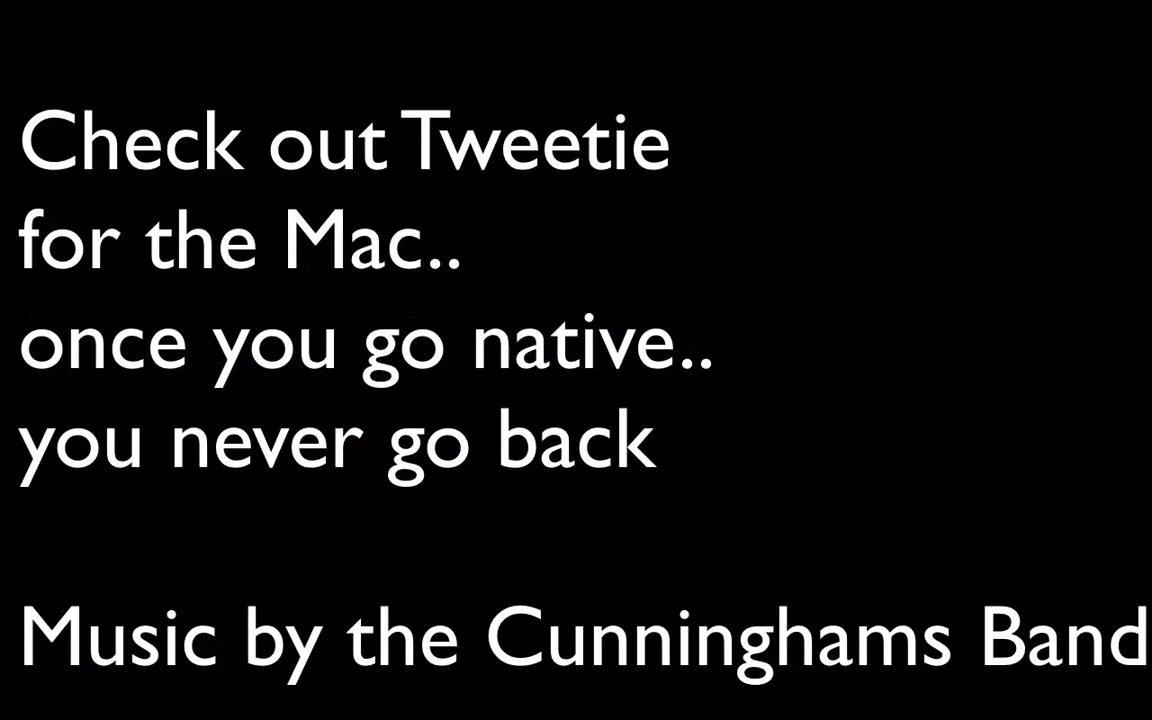 Check out Tweetie
for the Mac..
once you go native..
you never go back
Music by the Cunninghams Band